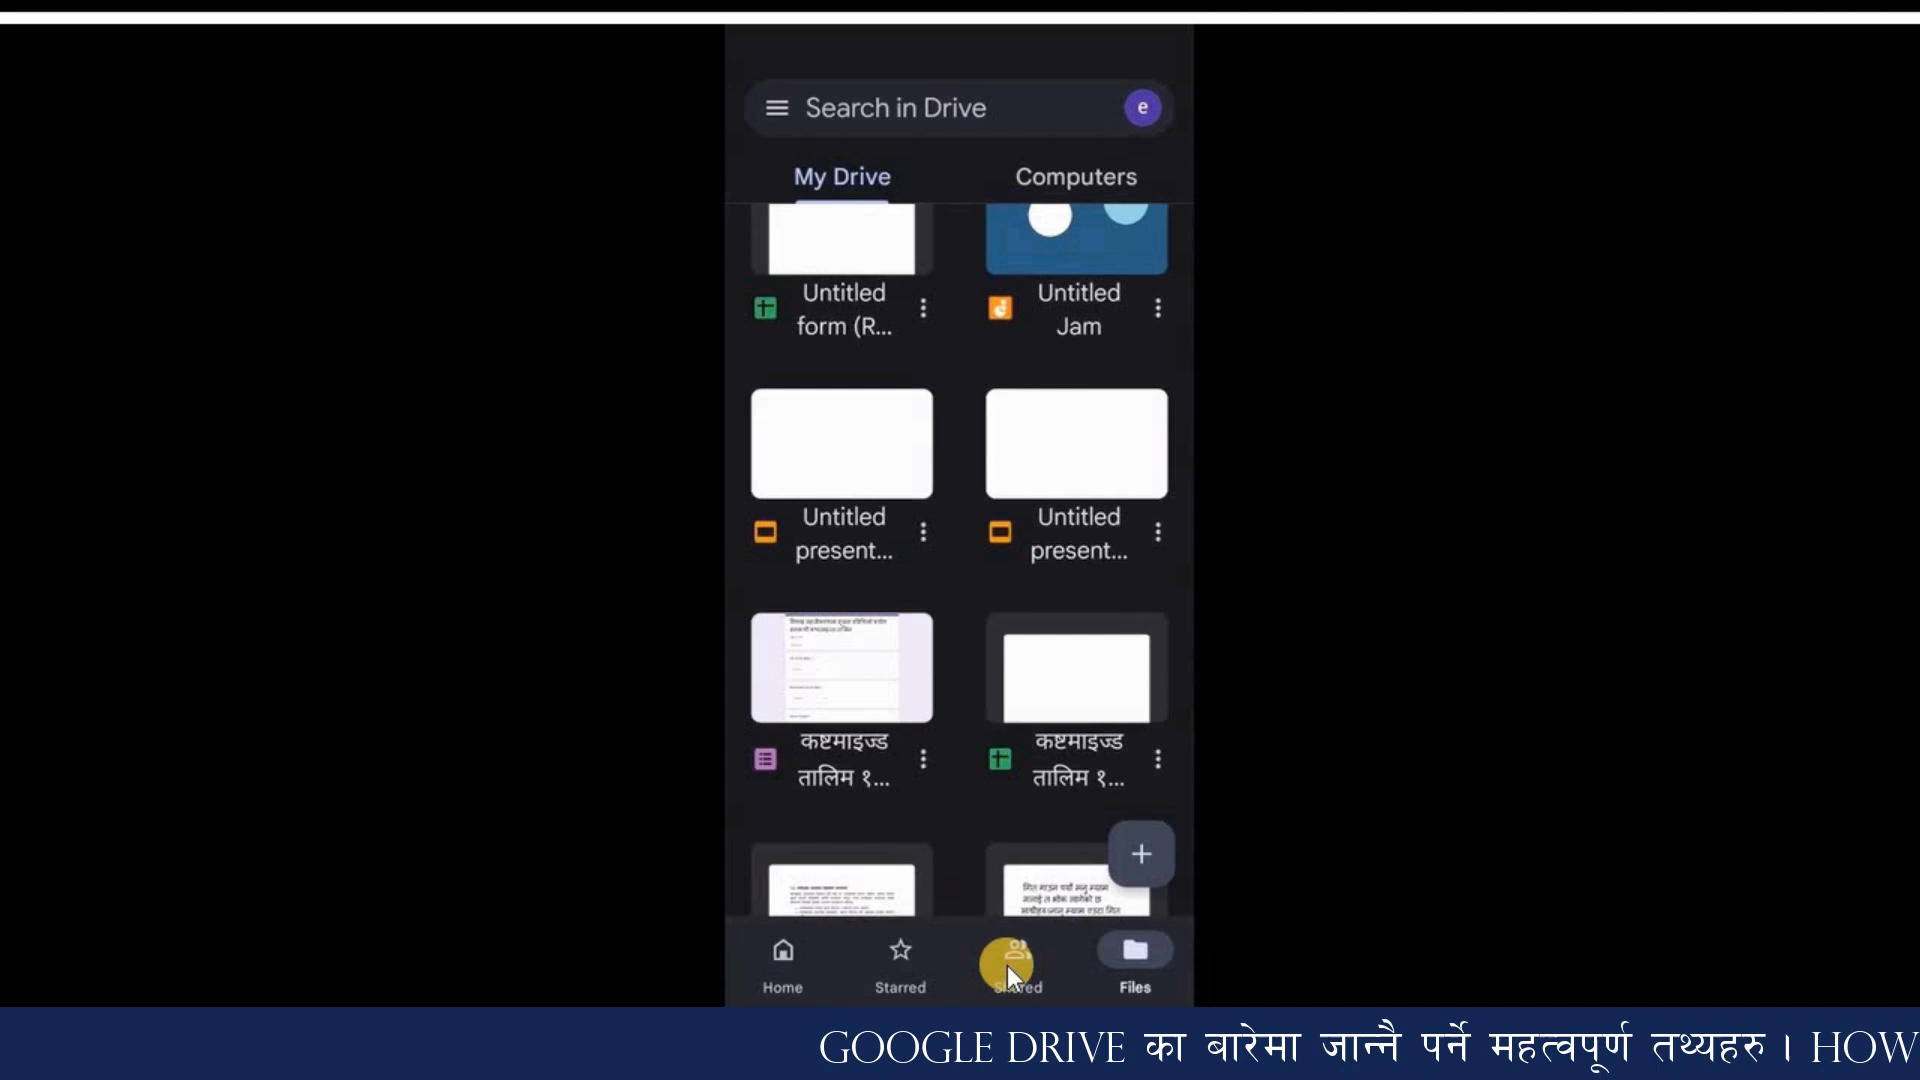 Search in Drive
e
My Drive
Computers
Untitled
form (R...
Untitled
Jam
Untitled
present...
Untitled
present...
कष्टमाइज्ड
तालिम १...
कष्टमाइज्ड
तालिम १...
Home
Starred
Shared
Files
GOOGLE DRIVE का बारेमा जान्नै पर्ने महत्वपूर्ण तथ्यहरु । HOW